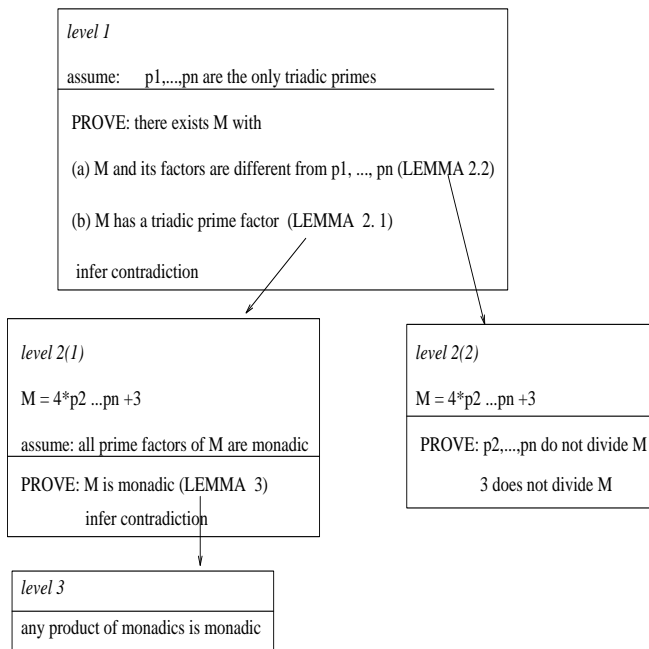 level 1
assume: p1,...,pn are the only triadic primes
PROVE: there exists M with
(a) M and its factors are different from p1, ..., pn (LEMMA 2.2)
(b) M has a triadic prime factor (LEMMA 2. 1)
infer contradiction
level 2(1)
M = 4*p2 ...pn +3
assume: all prime factors of M are monadic
PROVE: M is monadic (LEMMA 3)
infer contradiction
level 2(2)
M = 4*p2 ...pn +3
PROVE: p2,...,pn do not divide M
3 does not divide M
level 3
any product of monadics is monadic